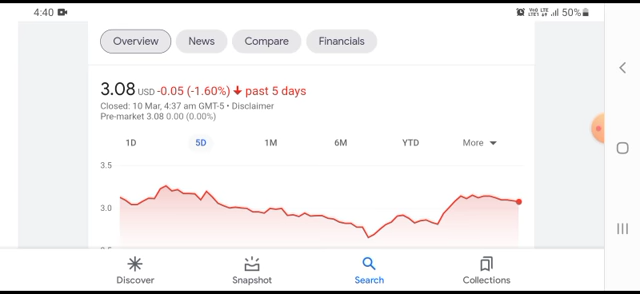 4:40
50%
Overview News Compare Financials
3.08 USD -0.05 (-1.60%) ↓ past 5 days
Closed: 10 Mar, 4:37 am GMT-5 • Disclaimer
Pre-market 3.08 0.00 (0.00%)
1D 5D 1M 6M YTD More
3.5
3.0
Discover Snapshot Search Collections